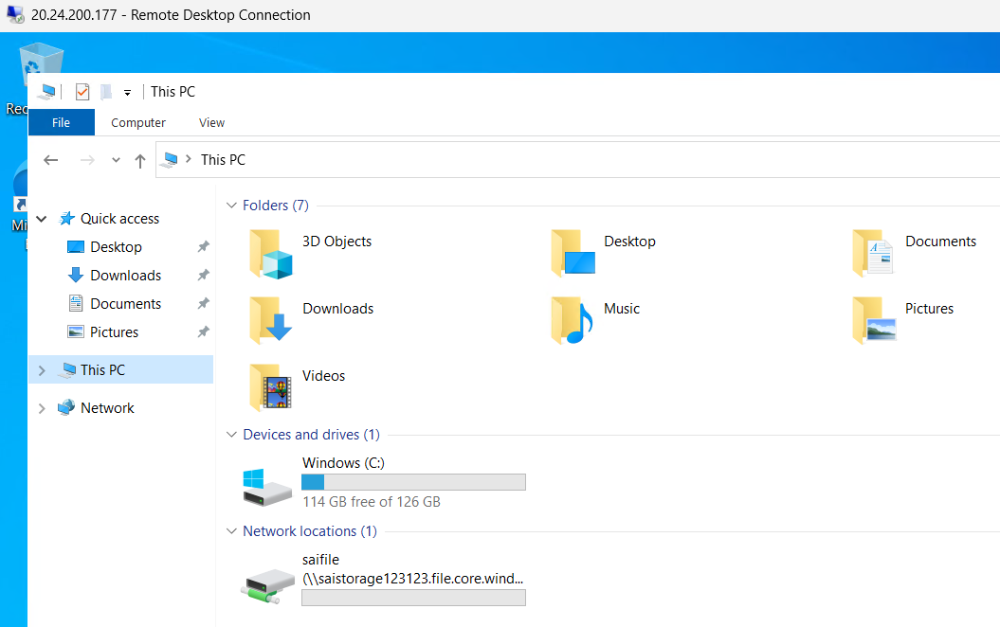 20.24.200.177 - Remote Desktop Connection
This PC
File Computer View
This PC
Quick access
Desktop
Downloads
Documents
Pictures
This PC
Network
Folders (7)
3D Objects
Desktop
Documents
Downloads
Music
Pictures
Videos
Devices and drives (1)
Windows (C:)
114 GB free of 126 GB
Network locations (1)
saifile
(\\saistorage123123.file.core.wind...